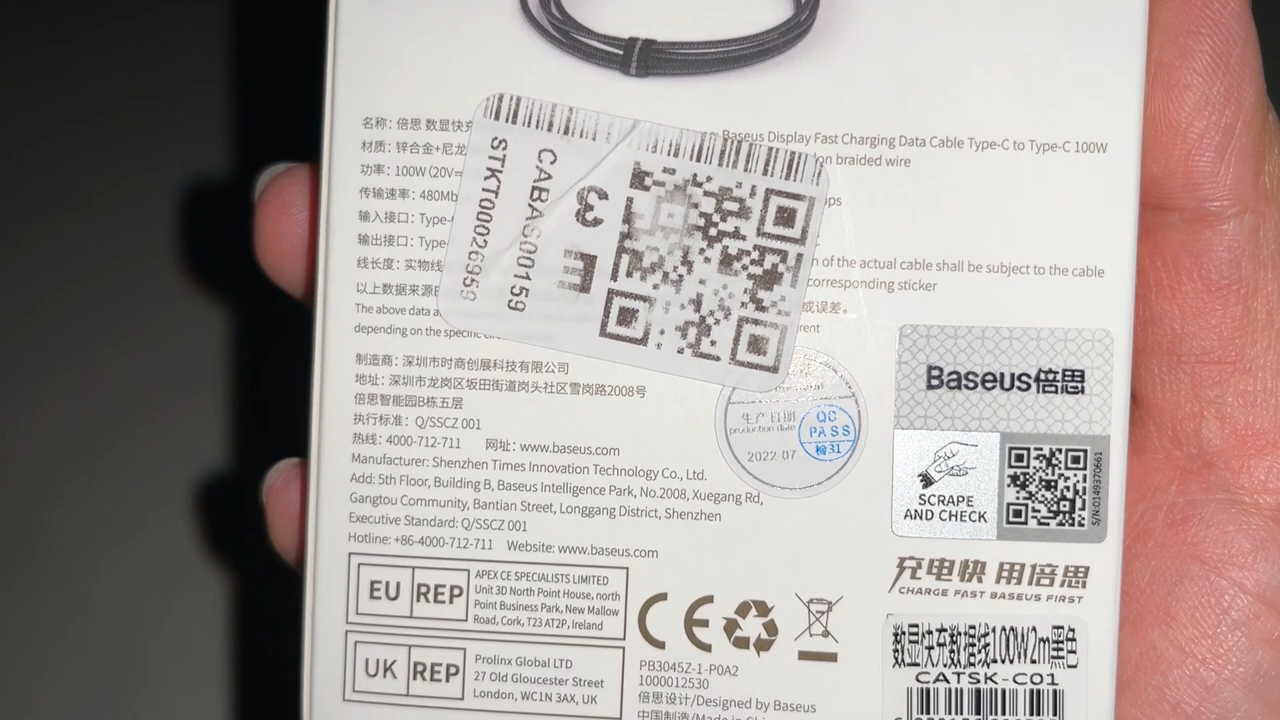 名称：倍思 数显快充
Baseus Display Fast Charging Data Cable Type-C to Type-C 100W
材质：锌合金+尼龙
braided wire
功率：100W (20V
传输速率：480Mb
输入接口：Type-
输出接口：Type-
线长度：实物线
of the actual cable shall be subject to the cable
corresponding sticker
以上数据来源
或误差。
The above data
depending on the specific
STKT00026959
CABAS00159
3
E
制造商：深圳市时商创展科技有限公司
地址：深圳市龙岗区坂田街道岗头社区雪岗路2008号
倍思智能园B栋五层
执行标准：Q/SSCZ 001
热线：4000-712-711 网址：www.baseus.com
Manufacturer: Shenzhen Times Innovation Technology Co., Ltd.
Add: 5th Floor, Building B, Baseus Intelligence Park, No.2008, Xuegang Rd,
Gangtou Community, Bantian Street, Longgang District, Shenzhen
Executive Standard: Q/SSCZ 001
Hotline: +86-4000-712-711 Website: www.baseus.com
生产日期
production date
2022-07
QC
PASS
检31
Baseus倍思
SCRAPE
AND CHECK
S/N:0149370661
充电快 用倍思
CHARGE FAST BASEUS FIRST
EU REP
APEX CE SPECIALISTS LIMITED
Unit 3D North Point House, north
Point Business Park, New Mallow
Road, Cork, T23 AT2P, Ireland
UK REP
Prolinx Global LTD
27 Old Gloucester Street
London, WC1N 3AX, UK
CE
PB3045Z-1-P0A2
1000012530
倍思设计/Designed by Baseus
中国制造/Made in
数显快充数据线100W2m黑色
CATSK-C01